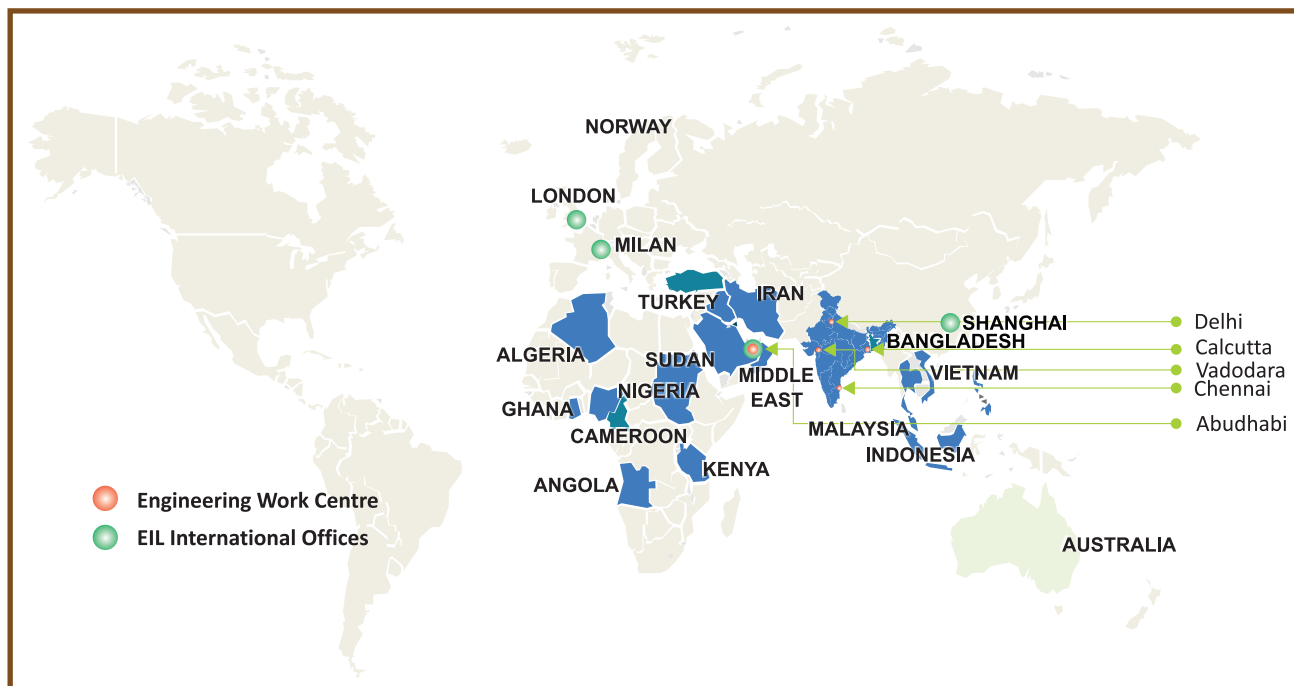 NORWAY
LONDON
MILAN
TURKEY
IRAN
SHANGHAI
Delhi
BANGLADESH
Calcutta
ALGERIA
SUDAN
MIDDLE
EAST
VIETNAM
Vadodara
Chennai
NIGERIA
GHANA
CAMEROON
MALAYSIA
Abudhabi
INDONESIA
KENYA
ANGOLA
Engineering Work Centre
EIL International Offices
AUSTRALIA